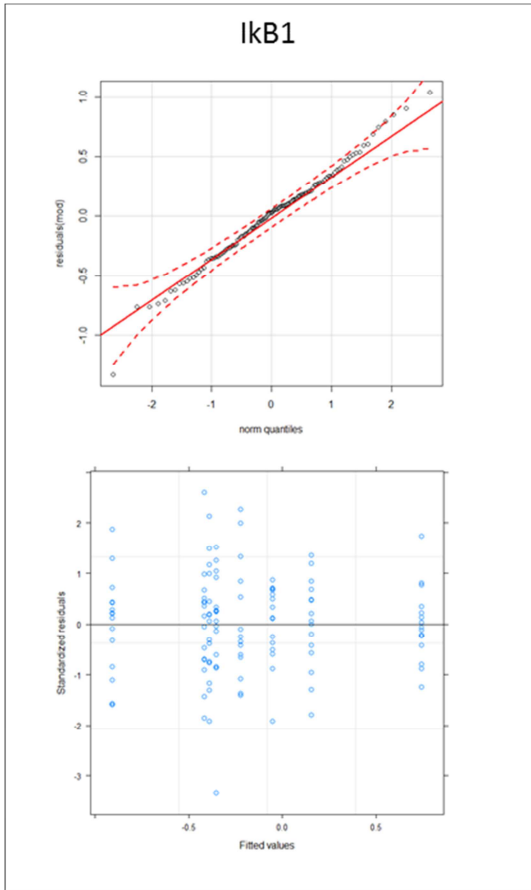 IkB1
1.0
0.5
0.0
-0.5
-1.0
residuals(mod)
-2 -1 0 1 2
norm quantiles
2
1
0
-1
-2
-3
Standardized residuals
-0.5 0.0 0.5
Fitted values